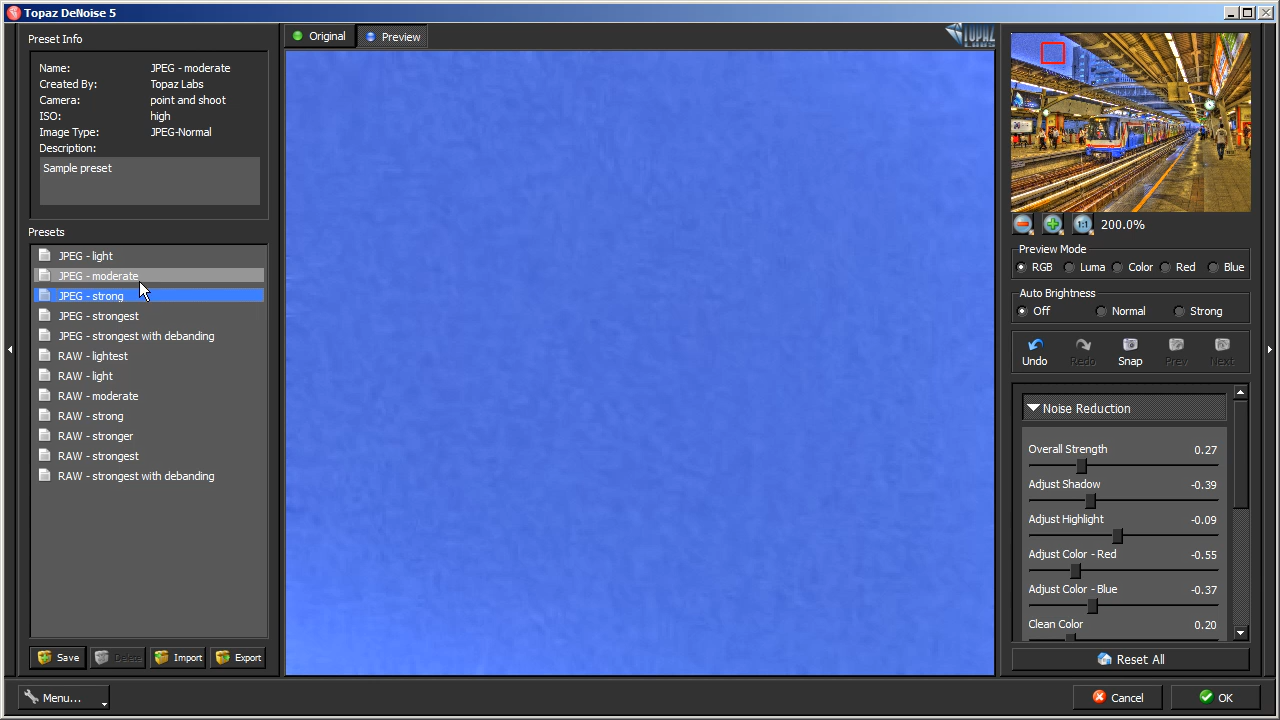 Topaz DeNoise 5
Preset Info
Name: JPEG - moderate
Created By: Topaz Labs
Camera: point and shoot
ISO: high
Image Type: JPEG-Normal
Description:
Sample preset
Presets
JPEG - light
JPEG - moderate
JPEG - strong
JPEG - strongest
JPEG - strongest with debanding
RAW - lightest
RAW - light
RAW - moderate
RAW - strong
RAW - stronger
RAW - strongest
RAW - strongest with debanding
Save Delete Import Export
Menu...
Original Preview
TOPAZ
LABS
1:1 200.0%
Preview Mode
RGB Luma Color Red Blue
Auto Brightness
Off Normal Strong
Undo Redo Snap Prev Next
Noise Reduction
Overall Strength 0.27
Adjust Shadow -0.39
Adjust Highlight -0.09
Adjust Color - Red -0.55
Adjust Color - Blue -0.37
Clean Color 0.20
Reset All
Cancel OK